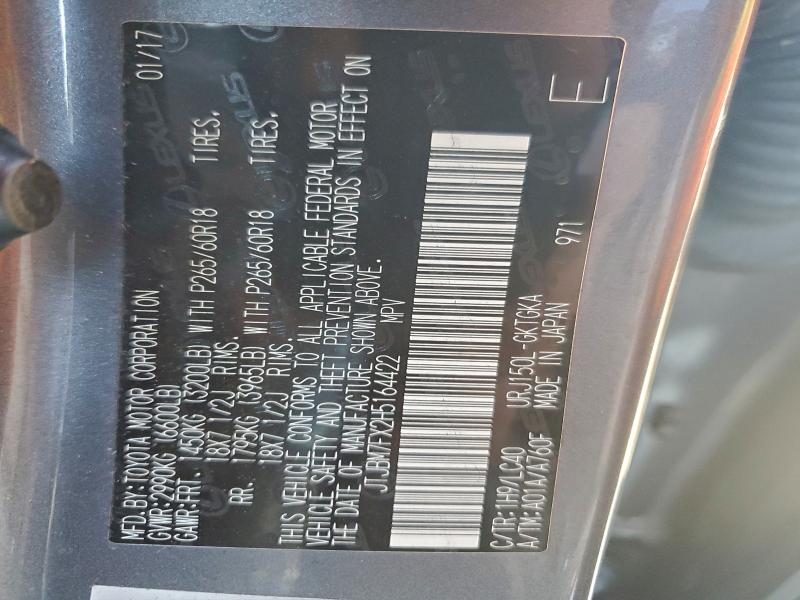 MFD.BY:TOYOTA MOTOR CORPORATION 01/17
GVWR:2990KG (6600LB)
GAWR:FRT. 1450KG (3200LB) WITH P265/60R18 TIRES.
18X7 1/2J RIMS.
RR. 1795KG (3965LB) WITH P265/60R18 TIRES.
18X7 1/2J RIMS.
THIS VEHICLE CONFORMS TO ALL APPLICABLE FEDERAL MOTOR
VEHICLE SAFETY AND THEFT PREVENTION STANDARDS IN EFFECT ON
THE DATE OF MANUFACTURE SHOWN ABOVE.
JTJBM7FX2H5164422 MPV
C/TR:1H9/LC40 URJ150L-GKTGKA
A/TM:A01A/A760F MADE IN JAPAN 971
E
LEXUS